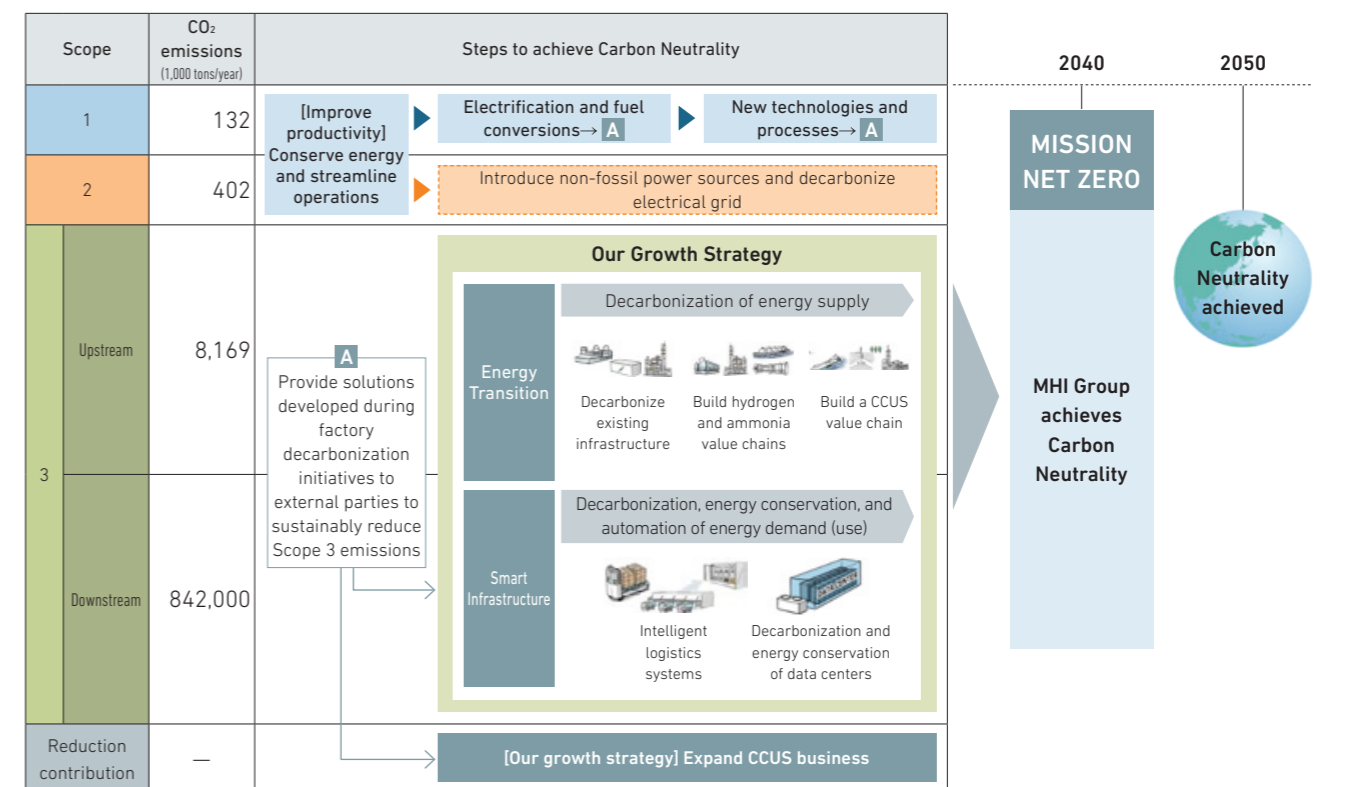 Scope
CO₂
emissions
(1,000 tons/year)
Steps to achieve Carbon Neutrality
2040
2050
1
132
[Improve
productivity]
Conserve energy
and streamline
operations
Electrification and fuel
conversions→ A
New technologies and
processes→ A
2
402
Introduce non-fossil power sources and decarbonize
electrical grid
MISSION
NET ZERO
MHI Group
achieves
Carbon
Neutrality
Carbon
Neutrality
achieved
3
Upstream
8,169
Downstream
842,000
A
Provide solutions
developed during
factory
decarbonization
initiatives to
external parties to
sustainably reduce
Scope 3 emissions
Our Growth Strategy
Energy
Transition
Decarbonization of energy supply
Decarbonize
existing
infrastructure
Build hydrogen
and ammonia
value chains
Build a CCUS
value chain
Smart
Infrastructure
Decarbonization, energy conservation, and
automation of energy demand (use)
DATA CENTER
Intelligent
logistics
systems
Decarbonization and
energy conservation
of data centers
Reduction
contribution
—
[Our growth strategy] Expand CCUS business